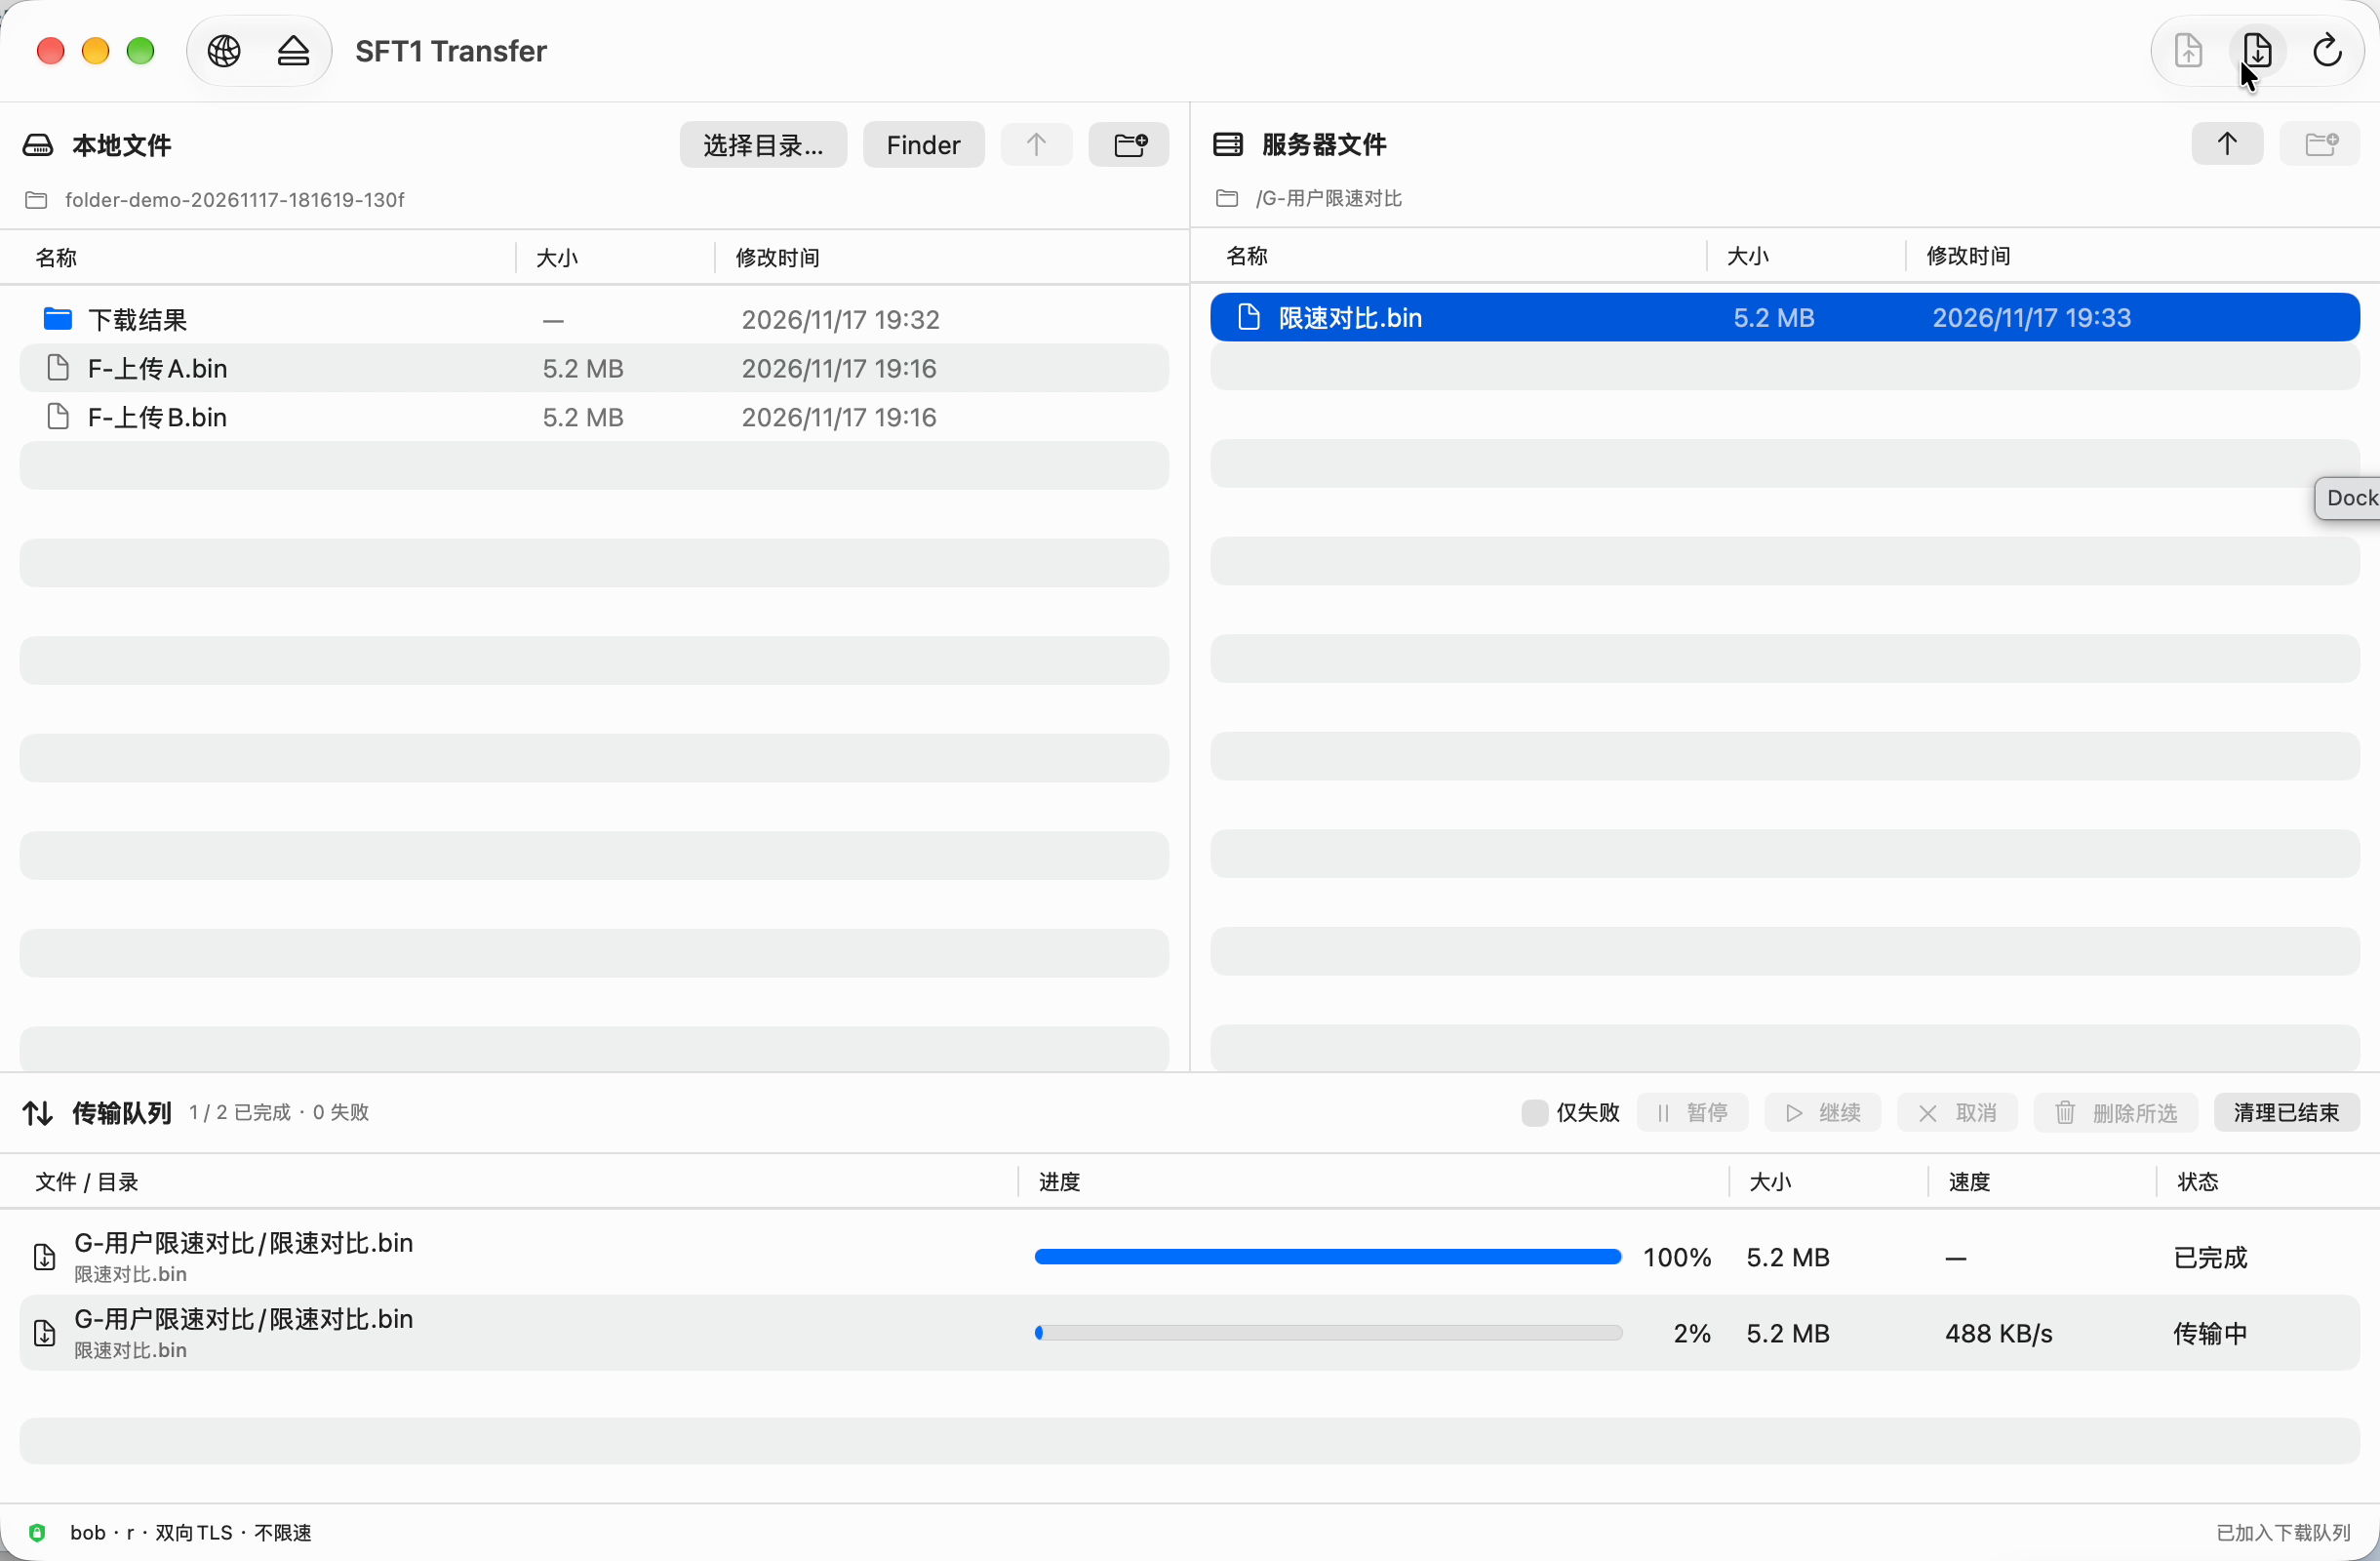 SFT1 Transfer
本地文件
选择目录...
Finder
folder-demo-20261117-181619-130f
名称 大小 修改时间
下载结果 — 2026/11/17 19:32
F-上传A.bin 5.2 MB 2026/11/17 19:16
F-上传B.bin 5.2 MB 2026/11/17 19:16
服务器文件
/G-用户限速对比
名称 大小 修改时间
限速对比.bin 5.2 MB 2026/11/17 19:33
Dock
传输队列 1 / 2 已完成 · 0 失败
仅失败 暂停 继续 取消 删除所选 清理已结束
文件 / 目录 进度 大小 速度 状态
G-用户限速对比/限速对比.bin
限速对比.bin
100% 5.2 MB — 已完成
G-用户限速对比/限速对比.bin
限速对比.bin
2% 5.2 MB 488 KB/s 传输中
bob · r · 双向TLS · 不限速
已加入下载队列